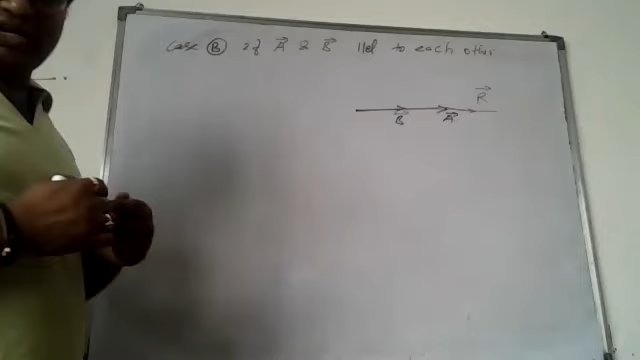 case B if A⃗ & B⃗ llel to each other
R⃗
B⃗ A⃗